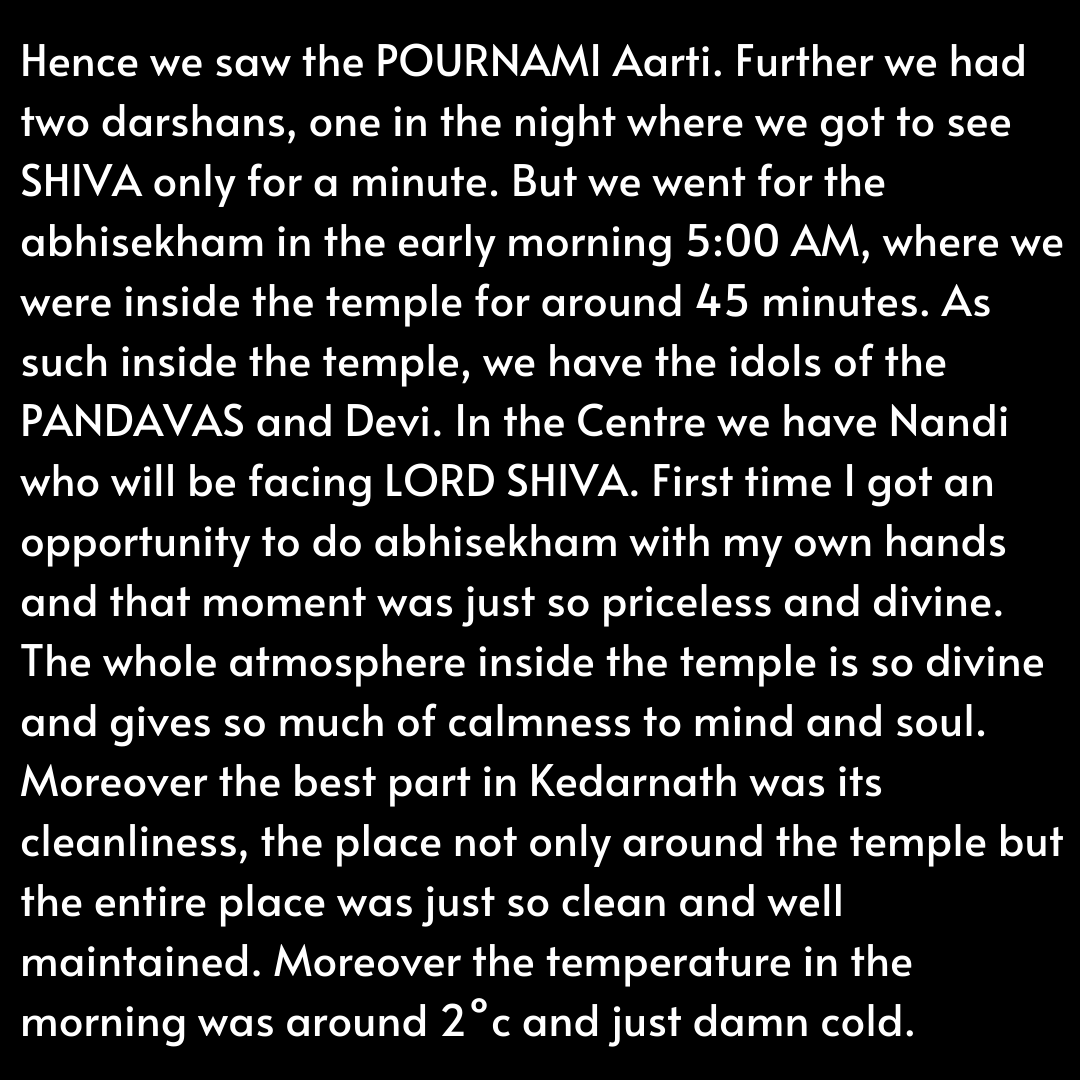 Hence we saw the POURNAMI Aarti. Further we had
two darshans, one in the night where we got to see
SHIVA only for a minute. But we went for the
abhisekham in the early morning 5:00 AM, where we
were inside the temple for around 45 minutes. As
such inside the temple, we have the idols of the
PANDAVAS and Devi. In the Centre we have Nandi
who will be facing LORD SHIVA. First time I got an
opportunity to do abhisekham with my own hands
and that moment was just so priceless and divine.
The whole atmosphere inside the temple is so divine
and gives so much of calmness to mind and soul.
Moreover the best part in Kedarnath was its
cleanliness, the place not only around the temple but
the entire place was just so clean and well
maintained. Moreover the temperature in the
morning was around 2°c and just damn cold.